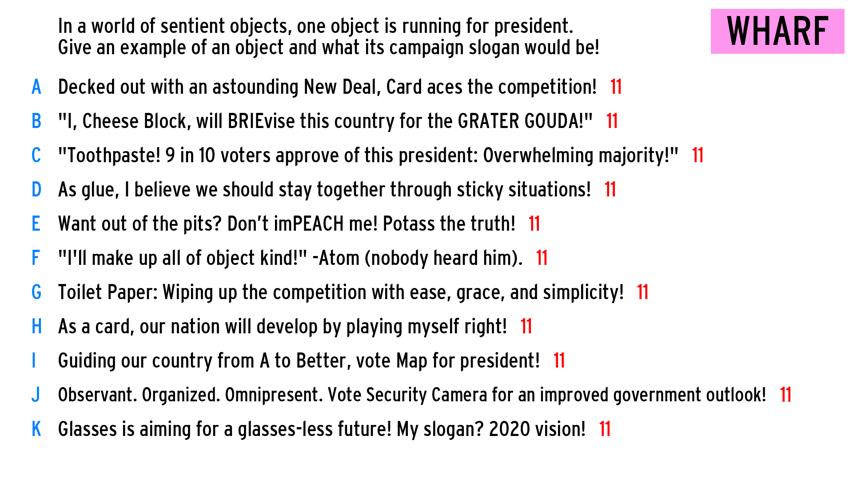 In a world of sentient objects, one object is running for president.
Give an example of an object and what its campaign slogan would be!
WHARF
A Decked out with an astounding New Deal, Card aces the competition! 11
B "I, Cheese Block, will BRIEvise this country for the GRATER GOUDA!" 11
C "Toothpaste! 9 in 10 voters approve of this president: Overwhelming majority!" 11
D As glue, I believe we should stay together through sticky situations! 11
E Want out of the pits? Don't imPEACH me! Potass the truth! 11
F "I'll make up all of object kind!" -Atom (nobody heard him). 11
G Toilet Paper: Wiping up the competition with ease, grace, and simplicity! 11
H As a card, our nation will develop by playing myself right! 11
I Guiding our country from A to Better, vote Map for president! 11
J Observant. Organized. Omnipresent. Vote Security Camera for an improved government outlook! 11
K Glasses is aiming for a glasses-less future! My slogan? 2020 vision! 11